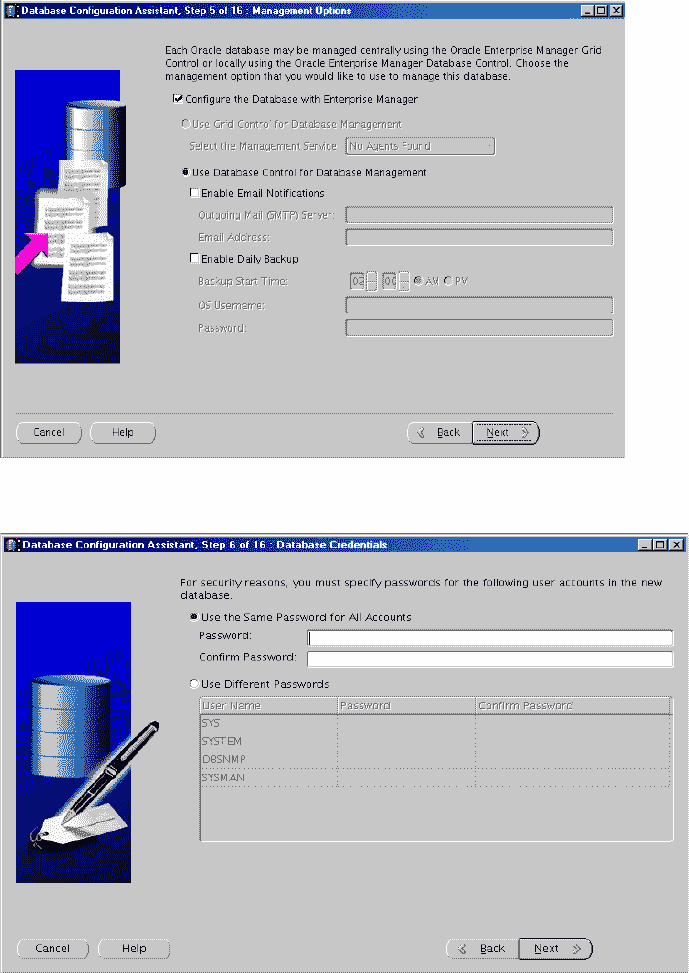 Database Configuration Assistant, Step 5 of 16 : Management Options
Each Oracle database may be managed centrally using the Oracle Enterprise Manager Grid
Control or locally using the Oracle Enterprise Manager Database Control. Choose the
management option that you would like to use to manage this database.
Configure the Database with Enterprise Manager
Use Grid Control for Database Management
Select the Management Service No Agents Found
Use Database Control for Database Management
Enable Email Notifications
Outgoing Mail (SMTP) Server:
Email Address:
Enable Daily Backup
Backup Start Time: 02 00 AM PM
OS Username:
Password:
Cancel Help Back Next
Database Configuration Assistant, Step 6 of 16 : Database Credentials
For security reasons, you must specify passwords for the following user accounts in the new
database.
Use the Same Password for All Accounts
Password:
Confirm Password:
Use Different Passwords
User Name Password Confirm Password
SYS
SYSTEM
DBSNMP
SYSMAN
Cancel Help Back Next